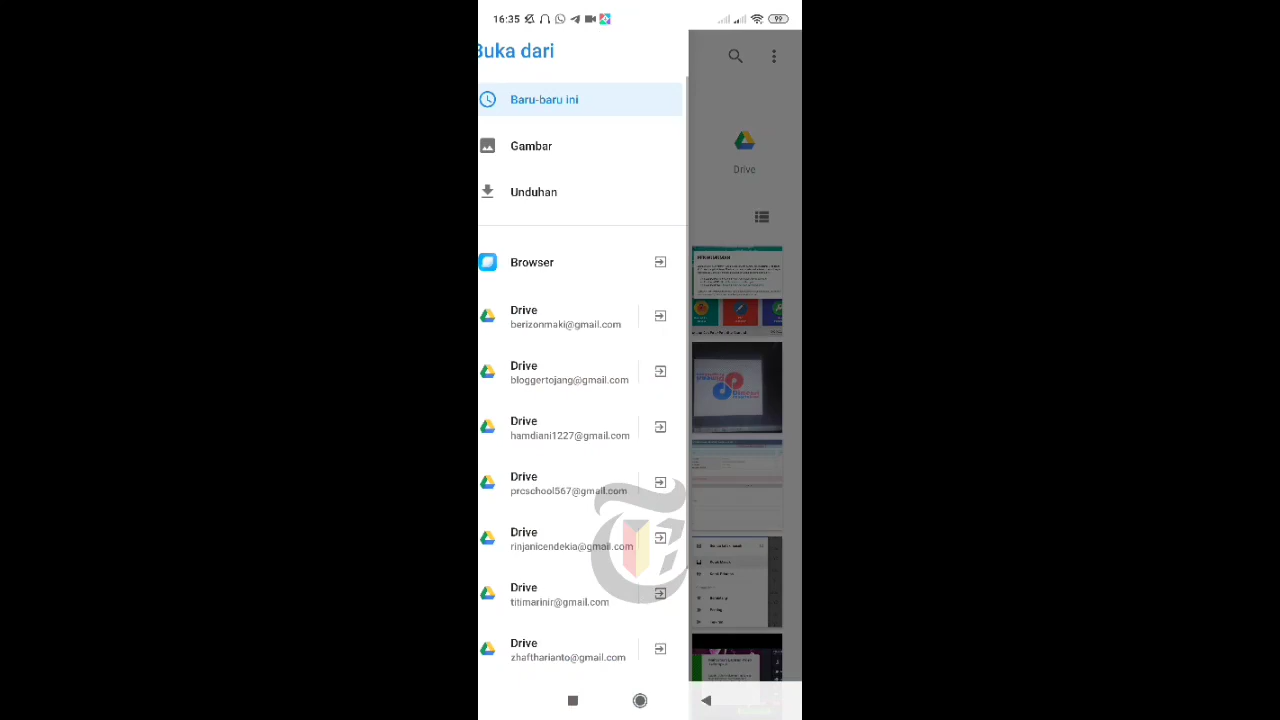 16:35
99
Buka dari
Baru-baru ini
Gambar
Unduhan
Browser
Drive
berizonmaki@gmail.com
Drive
bloggertojang@gmail.com
Drive
hamdiani1227@gmail.com
Drive
prcschool567@gmail.com
Drive
rinjanicendekia@gmail.com
Drive
titimarinir@gmail.com
Drive
zhaftharianto@gmail.com
Drive